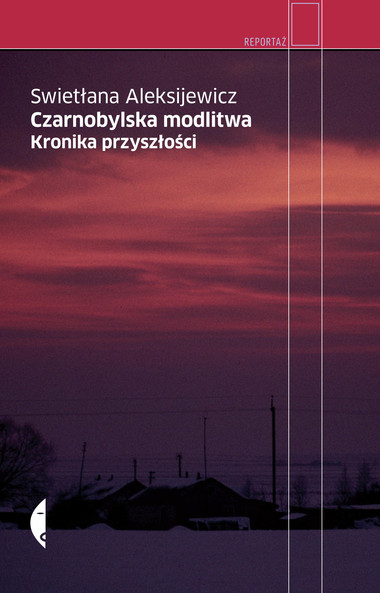 REPORTAŻ
Swietłana Aleksijewicz
Czarnobylska modlitwa
Kronika przyszłości